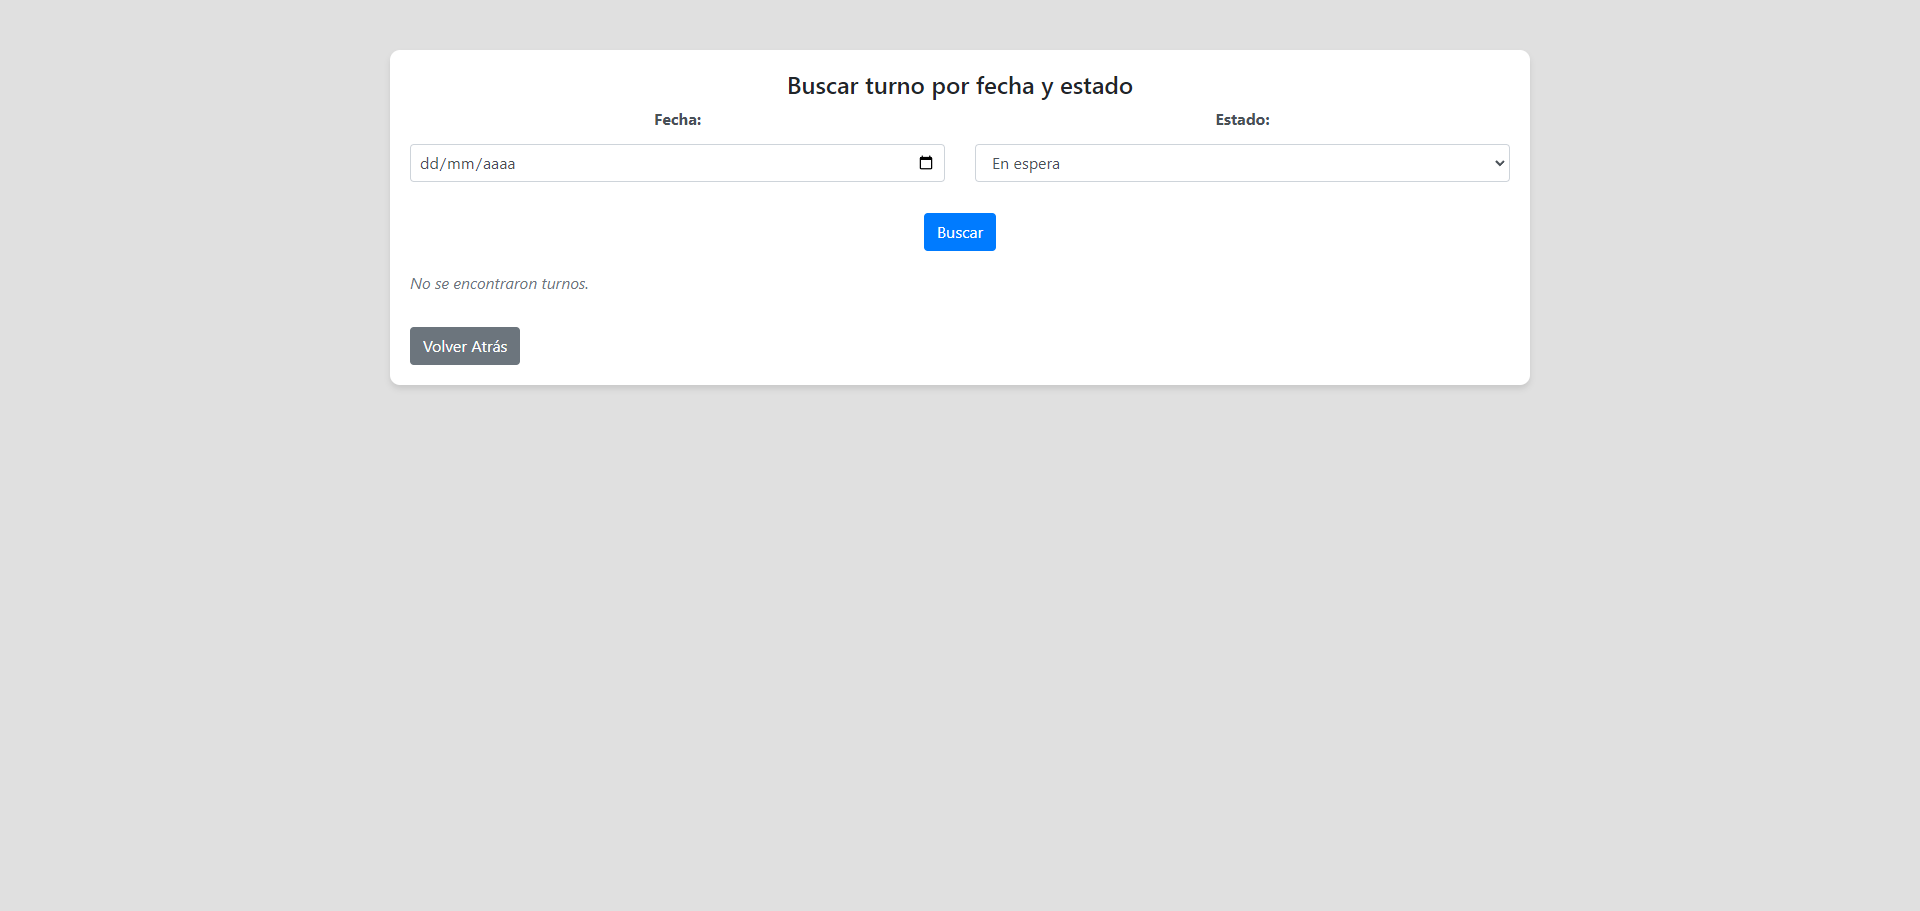 Buscar turno por fecha y estado
Fecha:
Estado:
dd/mm/aaaa
En espera
Buscar
No se encontraron turnos.
Volver Atrás